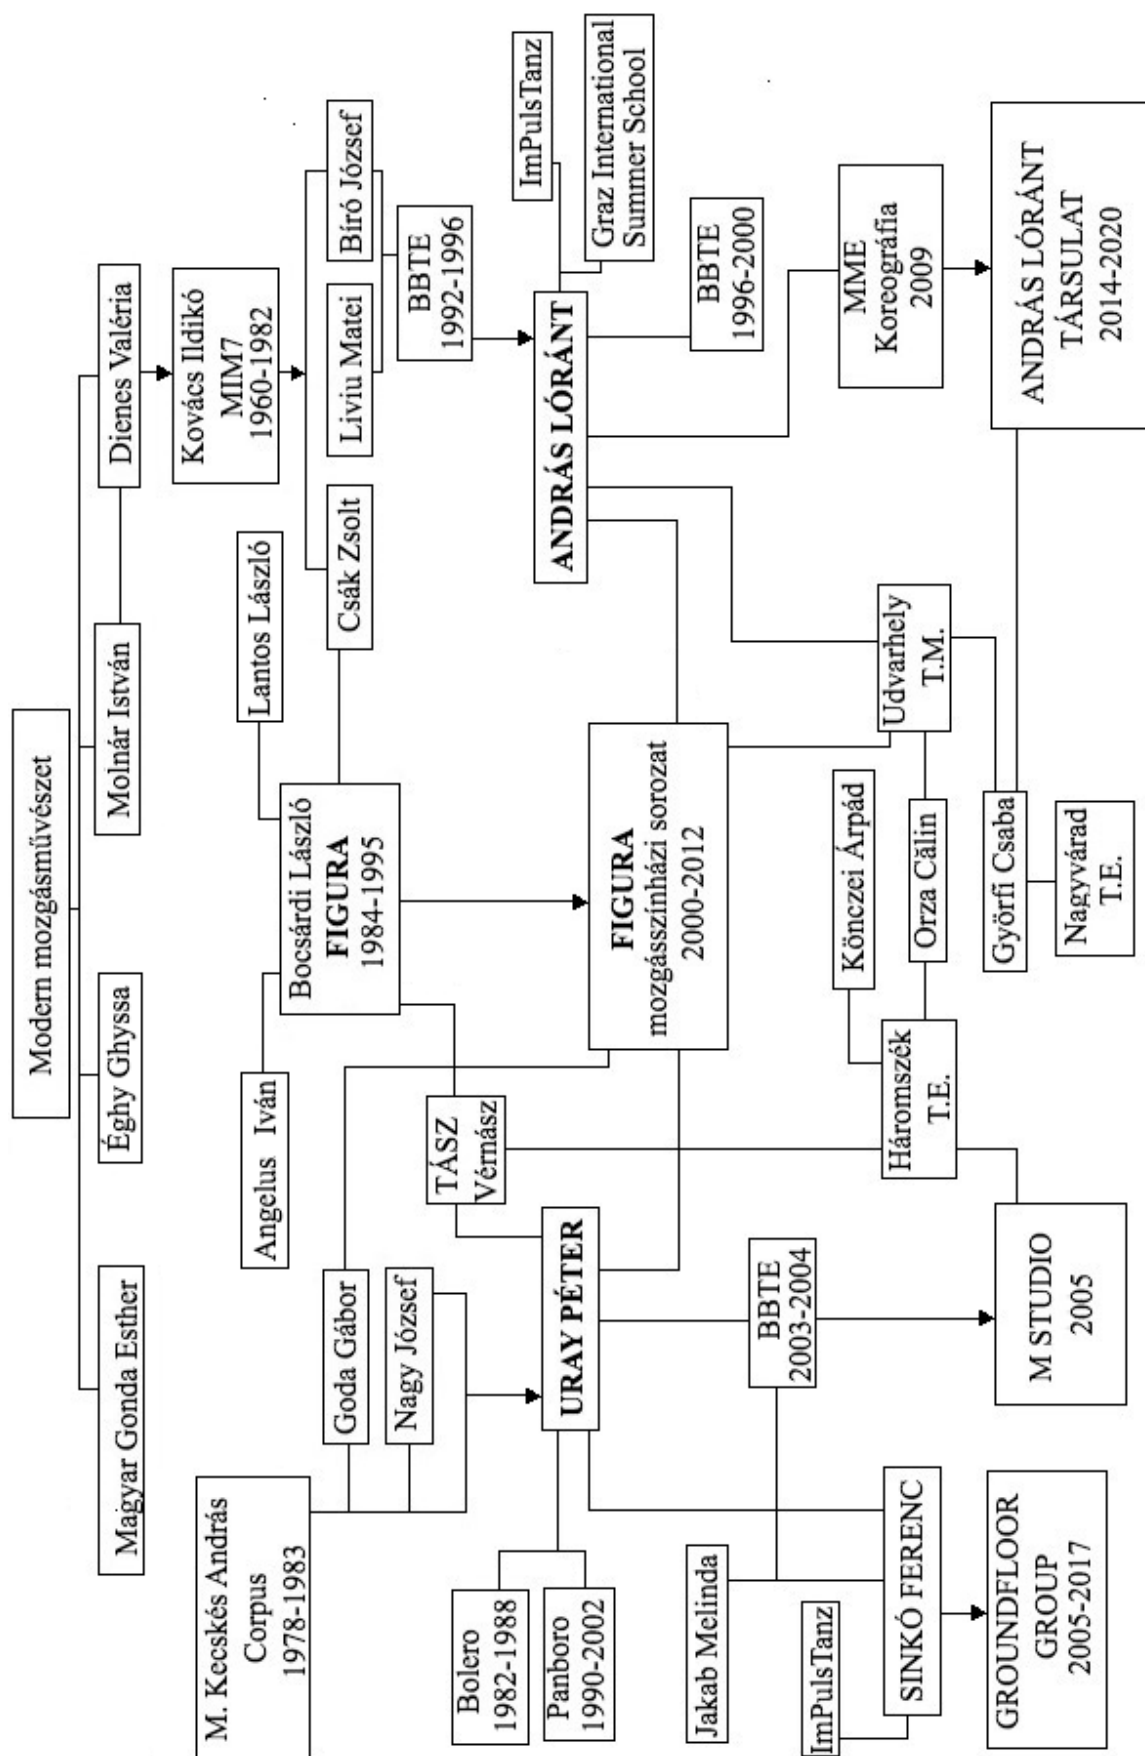 Modern mozgásművészet
Magyar Gonda Esther
Éghy Ghyssa
Molnár István
Dienes Valéria
M. Kecskés András
Corpus
1978-1983
Kovács Ildikó
MIM7
1960-1982
Angelus Iván
Lantos László
Bocsárdi László
FIGURA
1984-1995
Goda Gábor
Csák Zsolt
Liviu Matei
Bíró József
Nagy József
TÁSZ
Vérnász
BBTE
1992-1996
Bolero
1982-1988
Panboro
1990-2002
URAY PÉTER
ANDRÁS LÓRÁNT
ImPulsTanz
Graz International
Summer School
FIGURA
mozgásszínházi sorozat
2000-2012
Jakab Melinda
BBTE
2003-2004
BBTE
1996-2000
ImPulsTanz
Könczei Árpád
MME
Koreográfia
2009
SINKÓ FERENC
Háromszék
T.E.
Orza Călin
Udvarhely
T.M.
GROUNDFLOOR
GROUP
2005-2017
M STUDIO
2005
Györfi Csaba
Nagyvárad
T.E.
ANDRÁS LÓRÁNT
TÁRSULAT
2014-2020